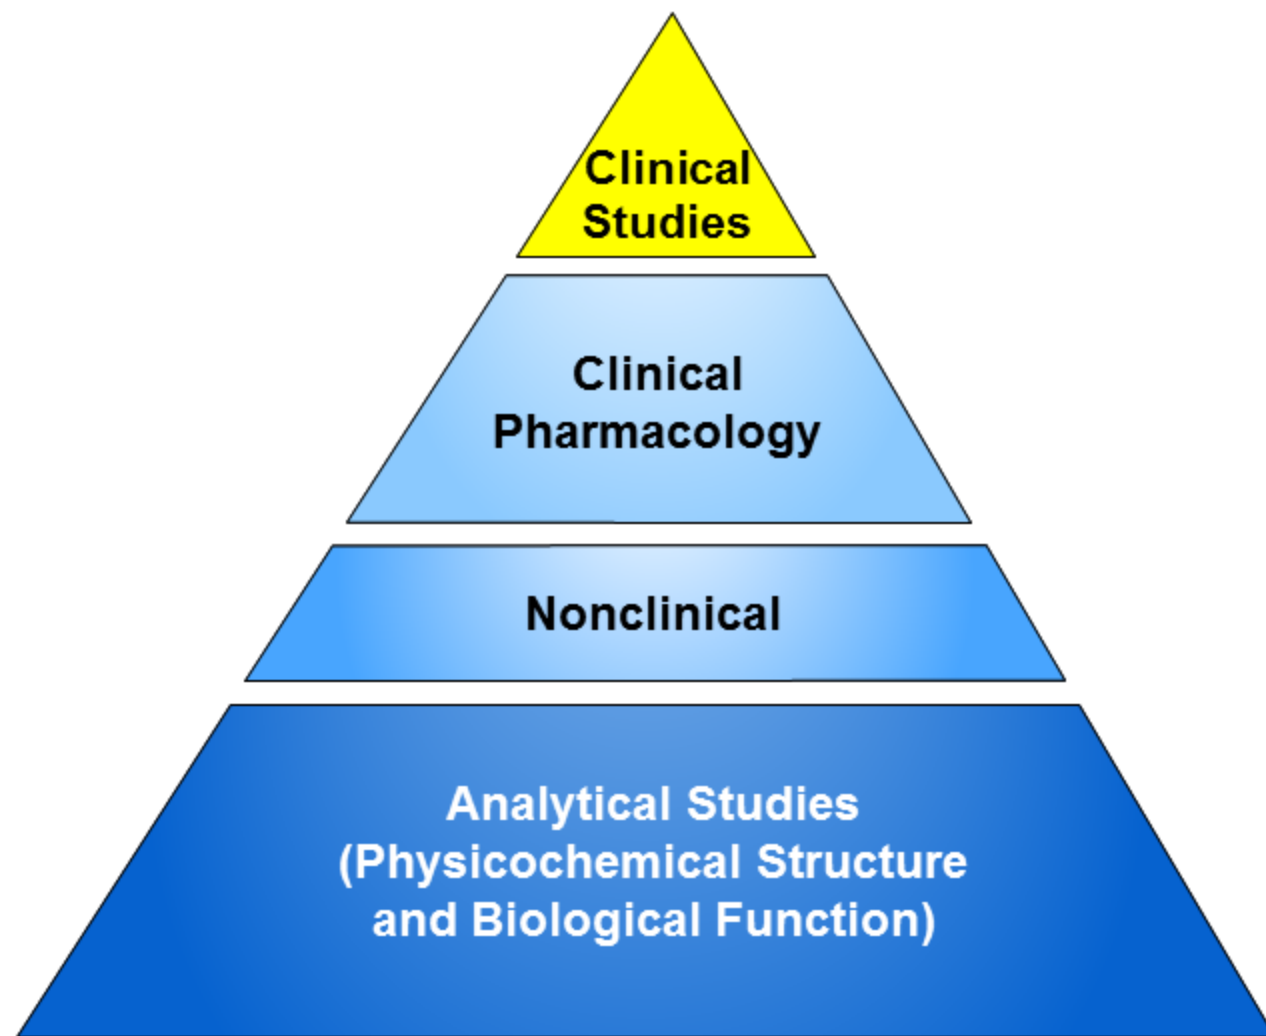 Clinical
Studies
Clinical
Pharmacology
Nonclinical
Analytical Studies
(Physicochemical Structure
and Biological Function)